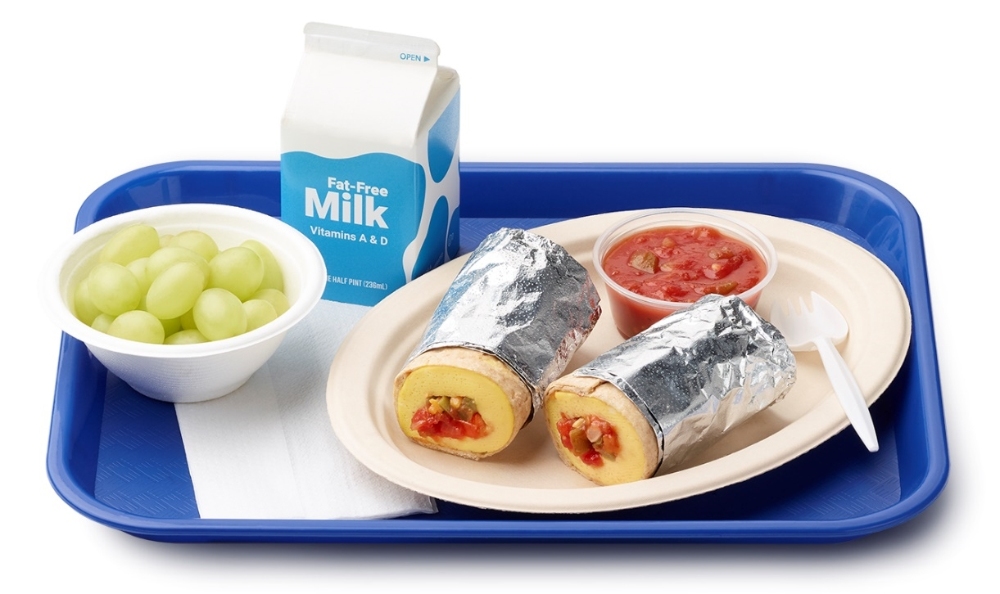 OPEN ▶
Fat-Free
Milk
Vitamins A & D
HALF PINT (236mL)